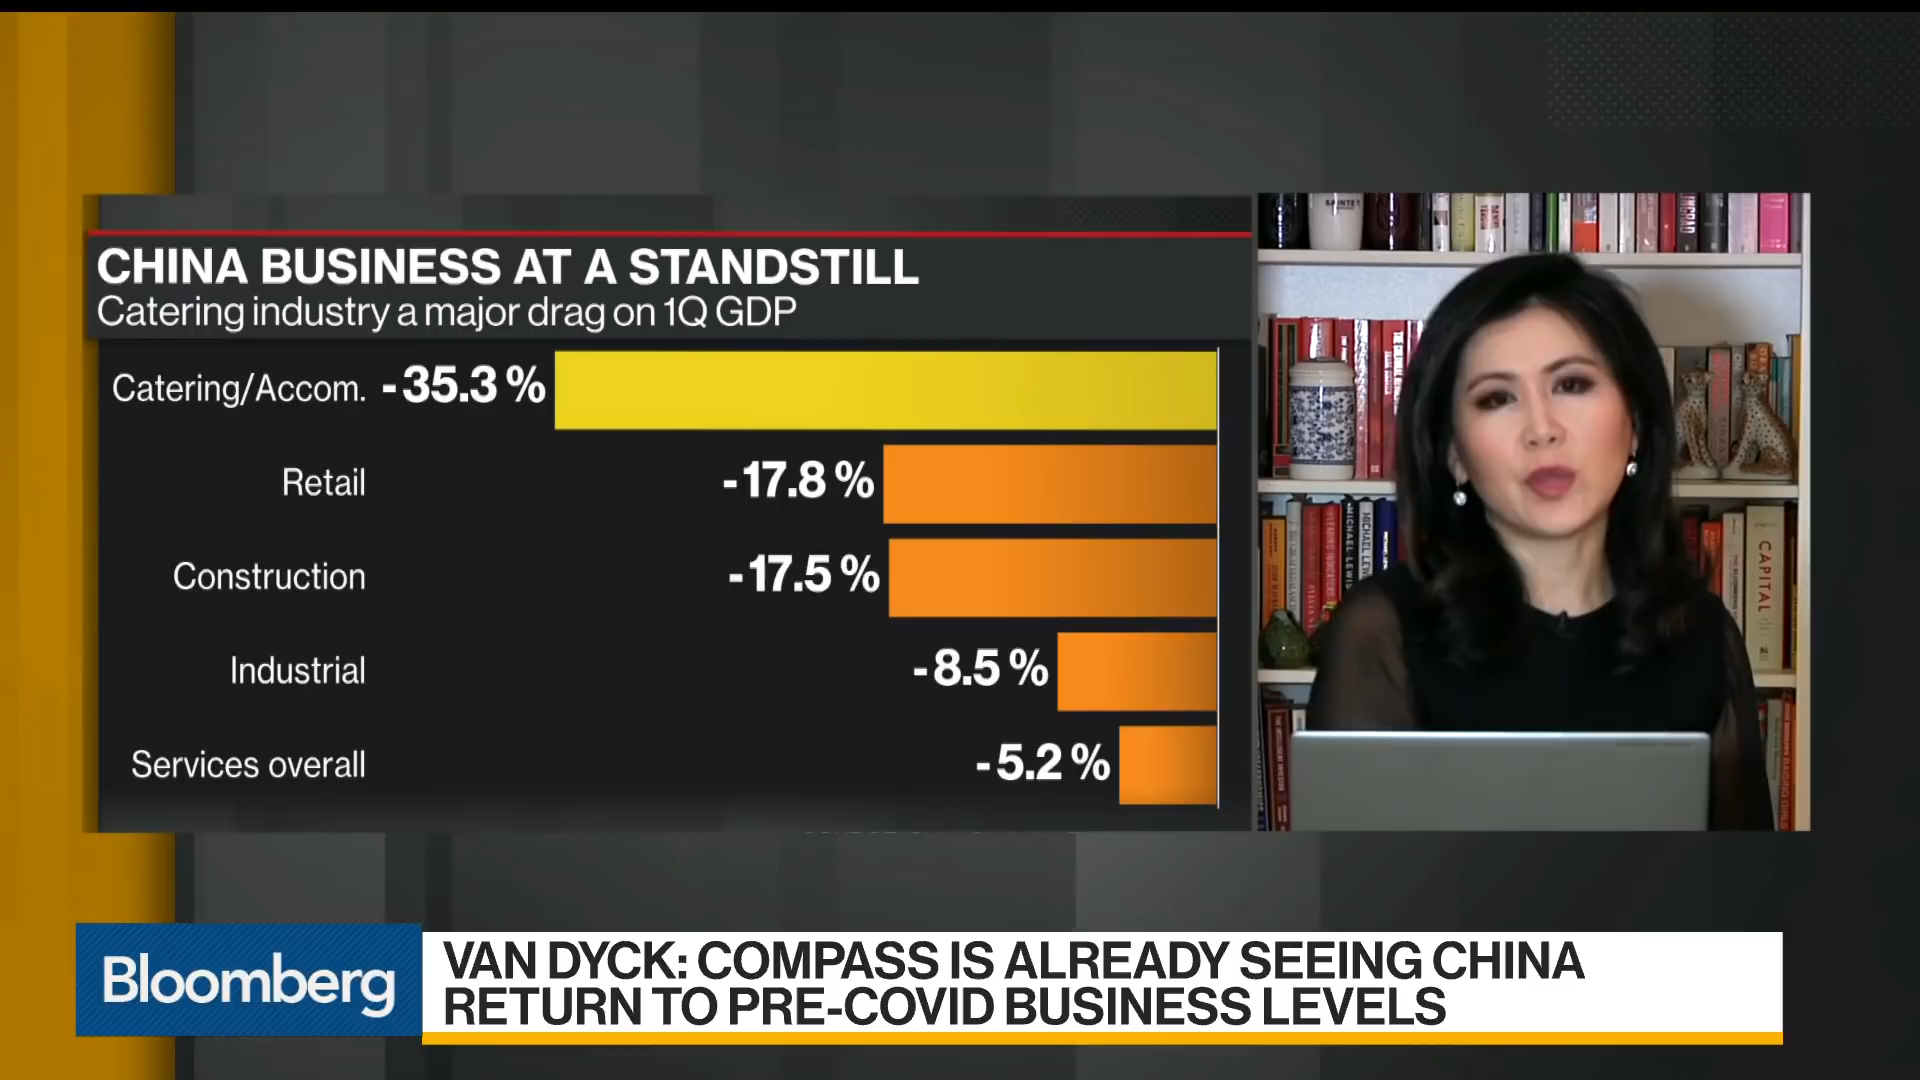 CHINA BUSINESS AT A STANDSTILL
Catering industry a major drag on 1Q GDP
Catering/Accom. -35.3%
Retail -17.8%
Construction -17.5%
Industrial -8.5%
Services overall -5.2%
MICHAEL LEWIS
CAPITAL
Bloomberg
VAN DYCK: COMPASS IS ALREADY SEEING CHINA
RETURN TO PRE-COVID BUSINESS LEVELS